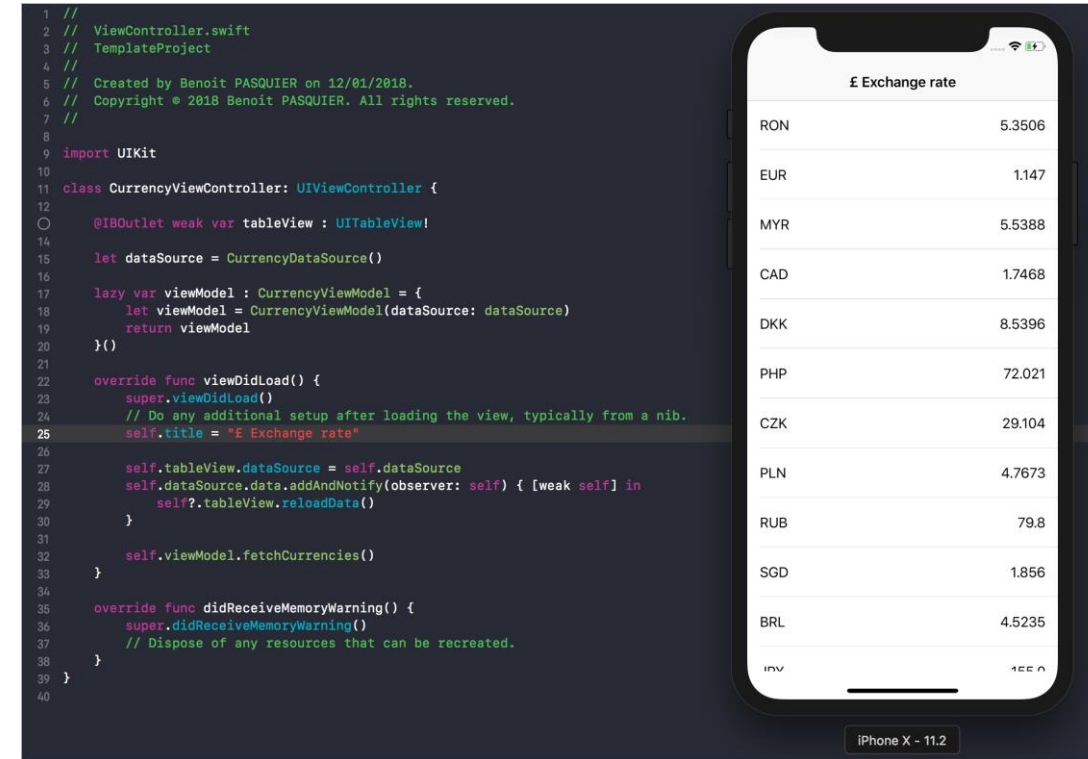 1 //
2 //  ViewController.swift
3 //  TemplateProject
4 //
5 //  Created by Benoit PASQUIER on 12/01/2018.
6 //  Copyright © 2018 Benoit PASQUIER. All rights reserved.
7 //
8
9 import UIKit
10
11 class CurrencyViewController: UIViewController {
12
    @IBOutlet weak var tableView : UITableView!
14
15     let dataSource = CurrencyDataSource()
16
17     lazy var viewModel : CurrencyViewModel = {
18         let viewModel = CurrencyViewModel(dataSource: dataSource)
19         return viewModel
20     }()
21
22     override func viewDidLoad() {
23         super.viewDidLoad()
24         // Do any additional setup after loading the view, typically from a nib.
25         self.title = "£ Exchange rate"
26
27         self.tableView.dataSource = self.dataSource
28         self.dataSource.data.addAndNotify(observer: self) { [weak self] in
29             self?.tableView.reloadData()
30         }
31
32         self.viewModel.fetchCurrencies()
33     }
34
35     override func didReceiveMemoryWarning() {
36         super.didReceiveMemoryWarning()
37         // Dispose of any resources that can be recreated.
38     }
39 }
40
£ Exchange rate
RON 5.3506
EUR 1.147
MYR 5.5388
CAD 1.7468
DKK 8.5396
PHP 72.021
CZK 29.104
PLN 4.7673
RUB 79.8
SGD 1.856
BRL 4.5235
iPhone X - 11.2